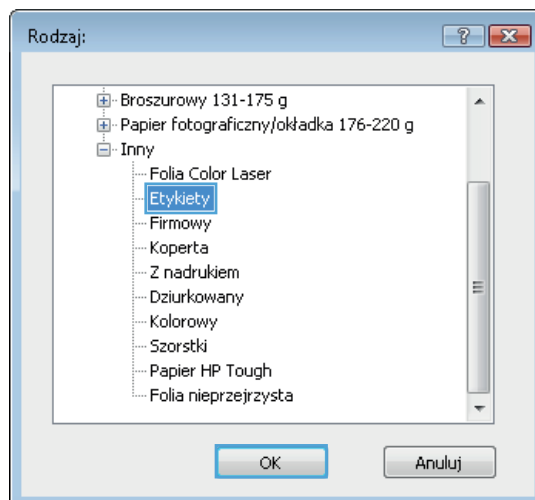 Rodzaj:
Broszurowy 131-175 g
Papier fotograficzny/okładka 176-220 g
Inny
Folia Color Laser
Etykiety
Firmowy
Koperta
Z nadrukiem
Dziurkowany
Kolorowy
Szorstki
Papier HP Tough
Folia nieprzejrzysta
OK Anuluj